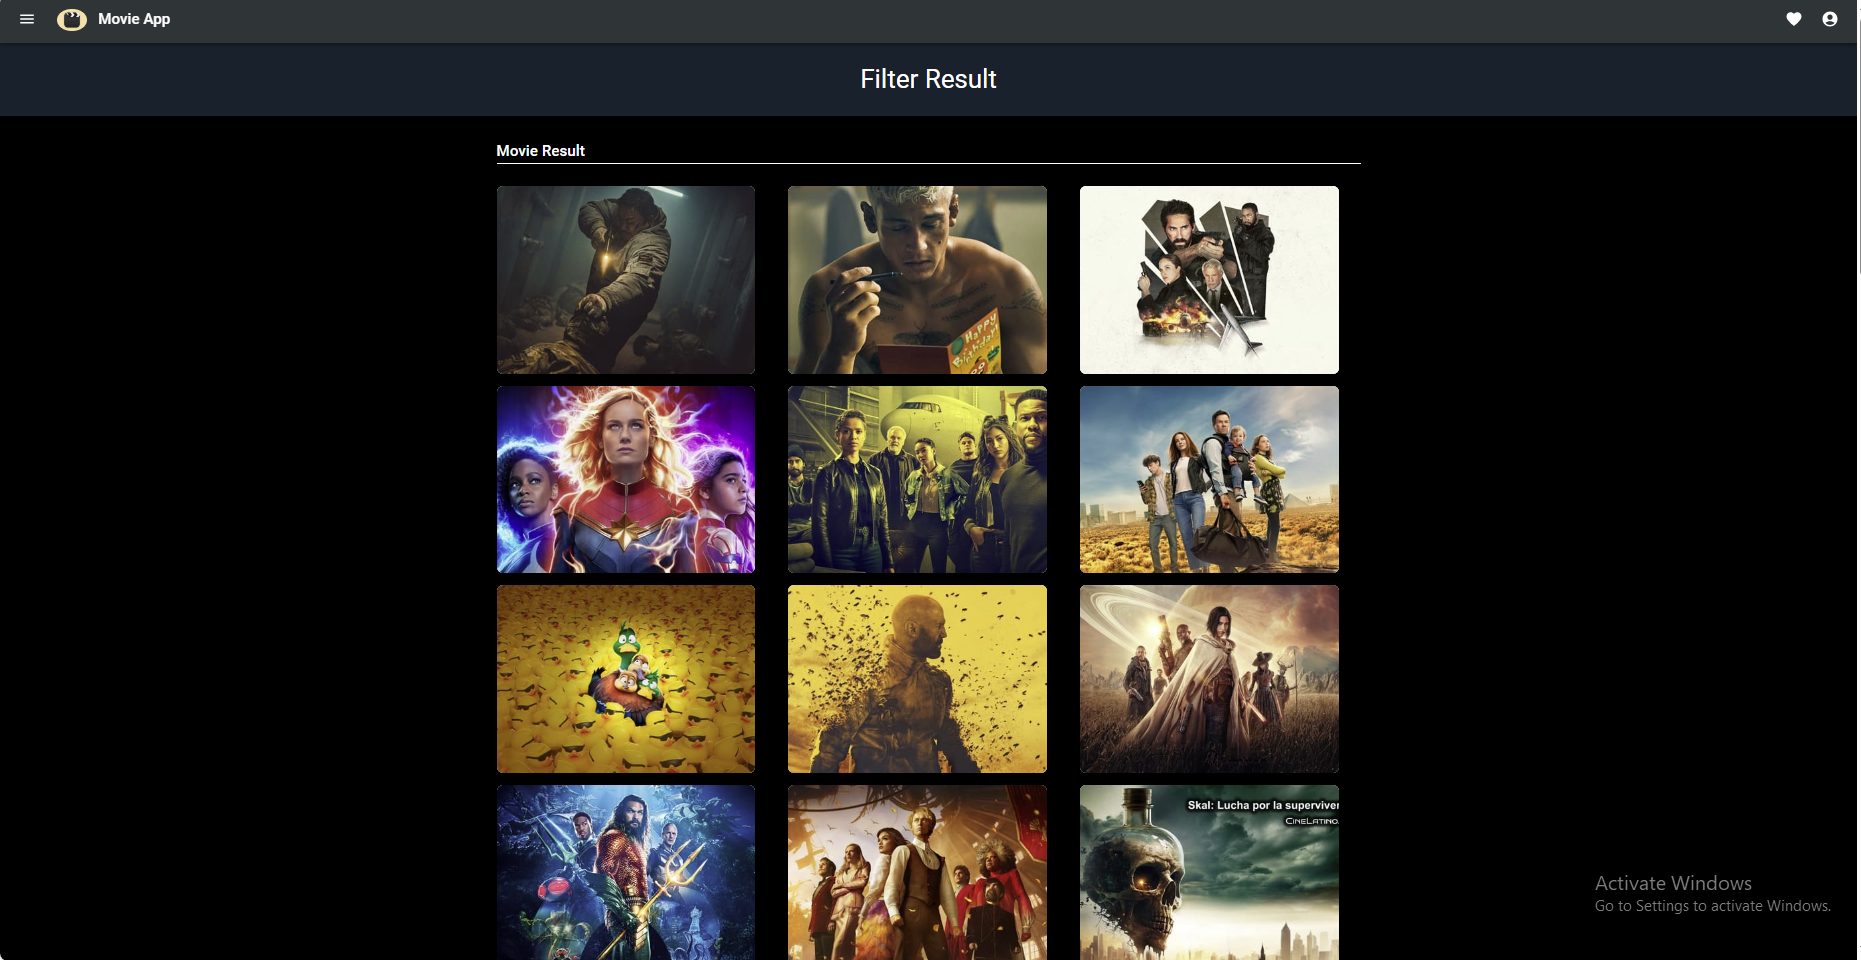 Movie App
Filter Result
Movie Result
Happy
Birthday!
Skal: Lucha por la superviver
CINELATINO
Activate Windows
Go to Settings to activate Windows.